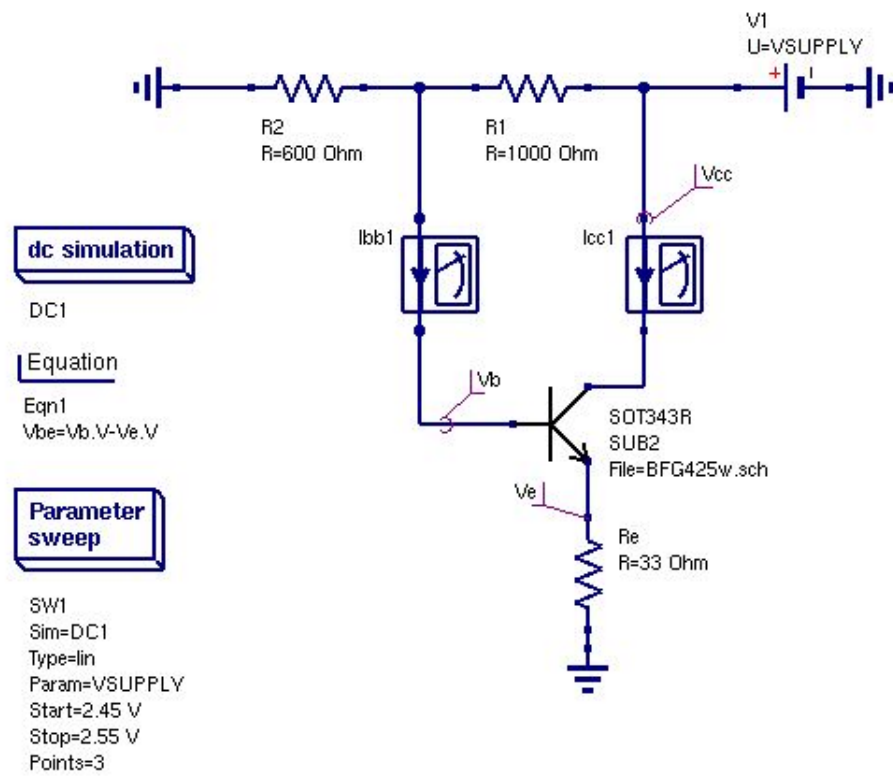 V1
U=VSUPPLY
+
R2
R=600 Ohm
R1
R=1000 Ohm
Vcc
dc simulation
Ibb1
Icc1
DC1
Equation
Eqn1
Vbe=Vb.V-Ve.V
Vb
SOT343R
SUB2
File=BFG425w.sch
Parameter
sweep
Ve
Re
R=33 Ohm
SW1
Sim=DC1
Type=lin
Param=VSUPPLY
Start=2.45 V
Stop=2.55 V
Points=3